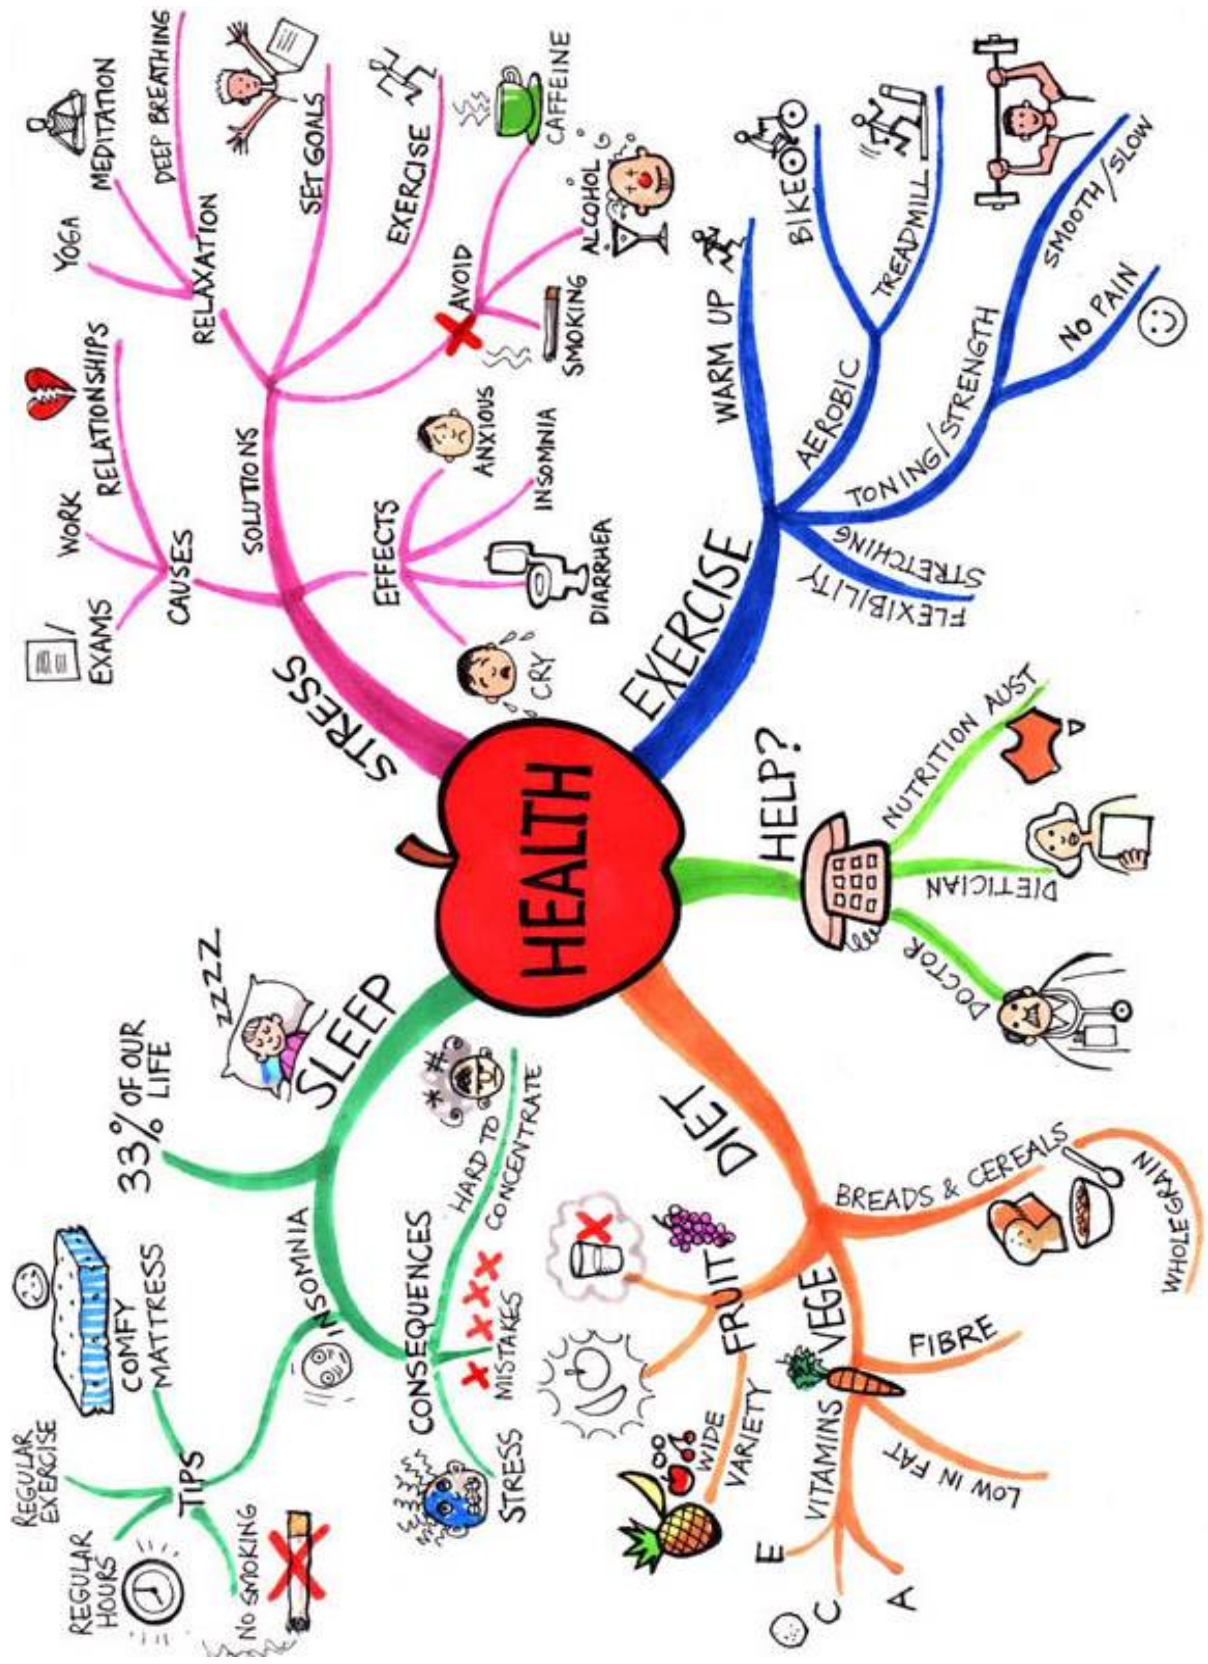 HEALTH
STRESS
CAUSES
EXAMS
WORK
RELATIONSHIPS
SOLUTIONS
RELAXATION
YOGA
MEDITATION
DEEP BREATHING
SET GOALS
EXERCISE
AVOID
CAFFEINE
ALCOHOL
SMOKING
EFFECTS
ANXIOUS
INSOMNIA
DIARRHEA
CRY
EXERCISE
WARM UP
AEROBIC
BIKE
TREADMILL
TONING/STRENGTH
SMOOTH/SLOW
NO PAIN
STRETCHING
FLEXIBILITY
HELP?
NUTRITION AUST
DIETICIAN
DOCTOR
DIET
BREADS & CEREALS
WHOLEGRAIN
VEGE
FIBRE
LOW IN FAT
VITAMINS
A
C
E
FRUIT
WIDE
VARIETY
SLEEP
ZZZZ
33% OF OUR
LIFE
INSOMNIA
CONSEQUENCES
HARD TO
CONCENTRATE
*#
MISTAKES
STRESS
TIPS
NO SMOKING
REGULAR
HOURS
REGULAR
EXERCISE
COMFY
MATTRESS